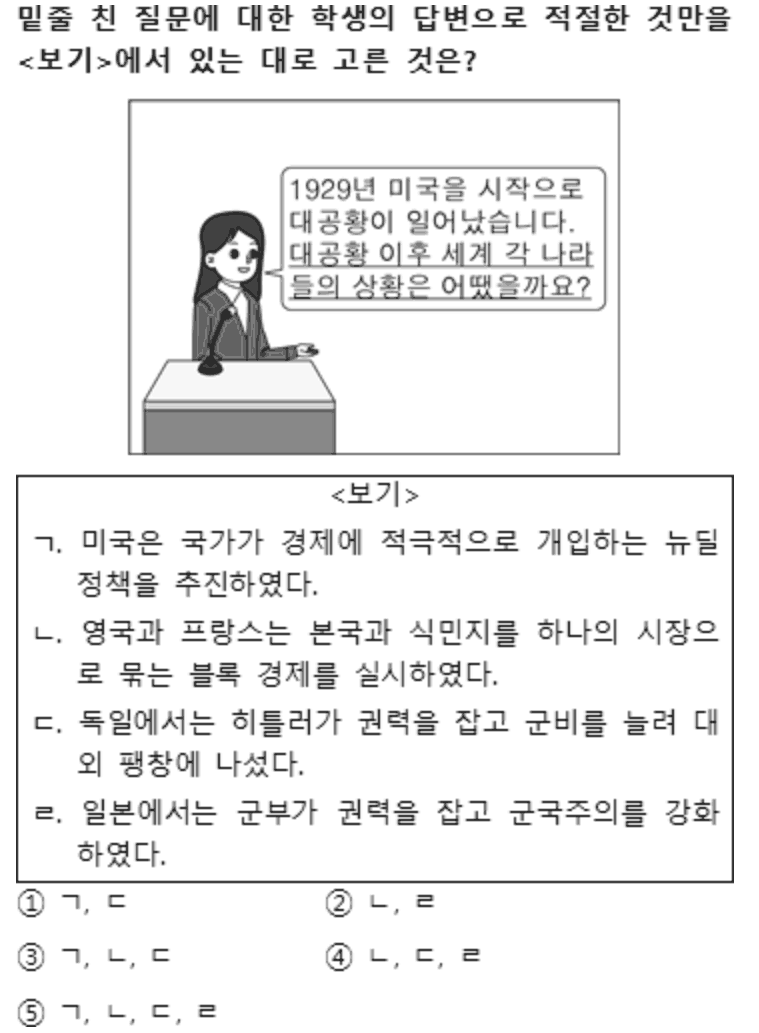 밑줄 친 질문에 대한 학생의 답변으로 적절한 것만을
<보기>에서 있는 대로 고른 것은?
1929년 미국을 시작으로
대공황이 일어났습니다.
대공황 이후 세계 각 나라
들의 상황은 어땠을까요?
<보기>
ㄱ. 미국은 국가가 경제에 적극적으로 개입하는 뉴딜
정책을 추진하였다.
ㄴ. 영국과 프랑스는 본국과 식민지를 하나의 시장으
로 묶는 블록 경제를 실시하였다.
ㄷ. 독일에서는 히틀러가 권력을 잡고 군비를 늘려 대
외 팽창에 나섰다.
ㄹ. 일본에서는 군부가 권력을 잡고 군국주의를 강화
하였다.
① ㄱ, ㄷ ② ㄴ, ㄹ
③ ㄱ, ㄴ, ㄷ ④ ㄴ, ㄷ, ㄹ
⑤ ㄱ, ㄴ, ㄷ, ㄹ